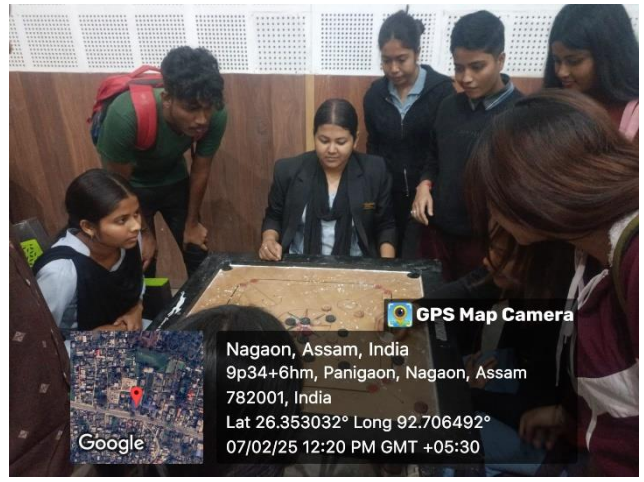 GPS Map Camera
Nagaon, Assam, India
9p34+6hm, Panigaon, Nagaon, Assam
782001, India
Lat 26.353032° Long 92.706492°
07/02/25 12:20 PM GMT +05:30
Google